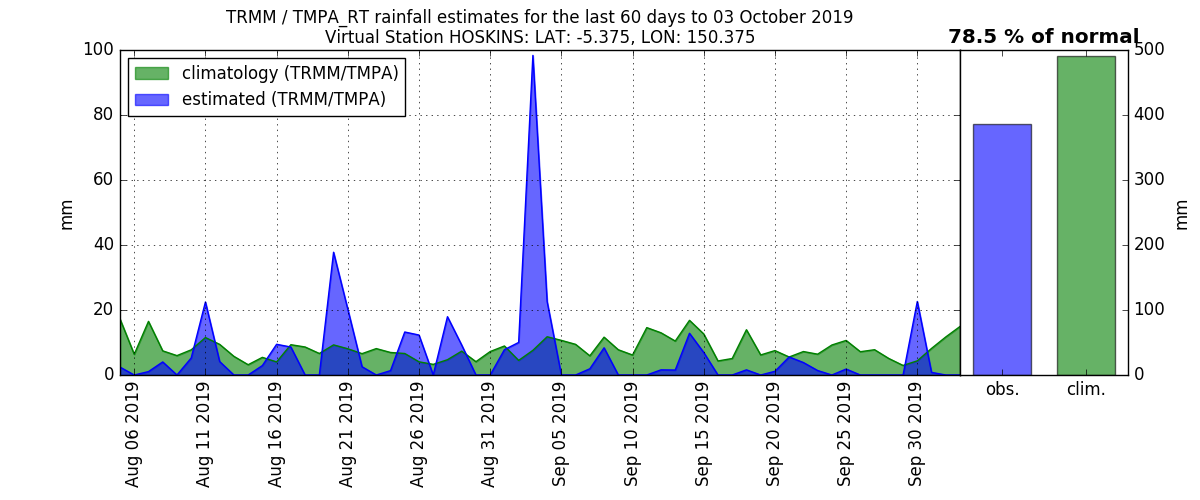 TRMM / TMPA_RT rainfall estimates for the last 60 days to 03 October 2019
Virtual Station HOSKINS: LAT: -5.375, LON: 150.375
78.5 % of normal
climatology (TRMM/TMPA)
estimated (TRMM/TMPA)
100
80
60
40
20
0
mm
500
400
300
200
100
0
mm
obs.
clim.
Aug 06 2019
Aug 11 2019
Aug 16 2019
Aug 21 2019
Aug 26 2019
Aug 31 2019
Sep 05 2019
Sep 10 2019
Sep 15 2019
Sep 20 2019
Sep 25 2019
Sep 30 2019